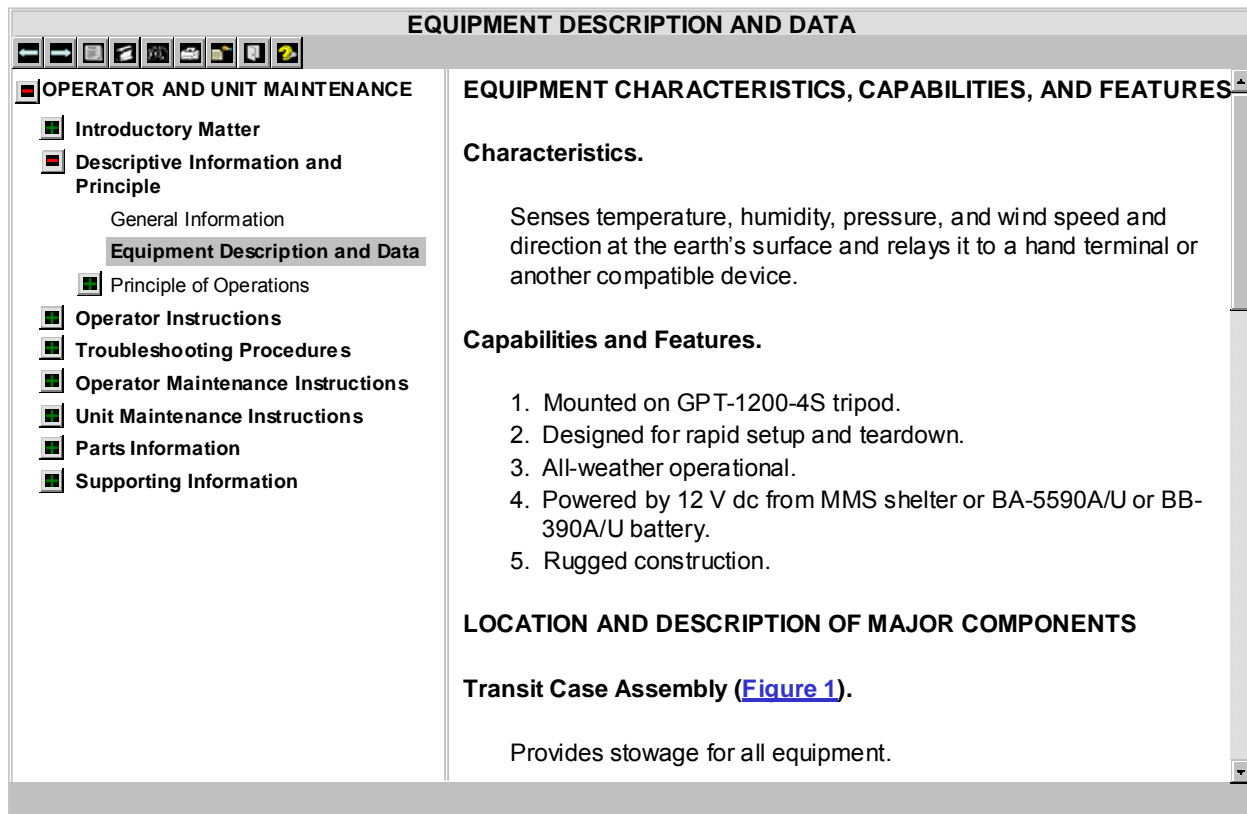 EQUIPMENT DESCRIPTION AND DATA
OPERATOR AND UNIT MAINTENANCE
Introductory Matter
Descriptive Information and
Principle
General Information
Equipment Description and Data
Principle of Operations
Operator Instructions
Troubleshooting Procedures
Operator Maintenance Instructions
Unit Maintenance Instructions
Parts Information
Supporting Information
EQUIPMENT CHARACTERISTICS, CAPABILITIES, AND FEATURES
Characteristics.
Senses temperature, humidity, pressure, and wind speed and
direction at the earth's surface and relays it to a hand terminal or
another compatible device.
Capabilities and Features.
1. Mounted on GPT-1200-4S tripod.
2. Designed for rapid setup and teardown.
3. All-weather operational.
4. Powered by 12 V dc from MMS shelter or BA-5590A/U or BB-
390A/U battery.
5. Rugged construction.
LOCATION AND DESCRIPTION OF MAJOR COMPONENTS
Transit Case Assembly (Figure 1).
Provides stowage for all equipment.